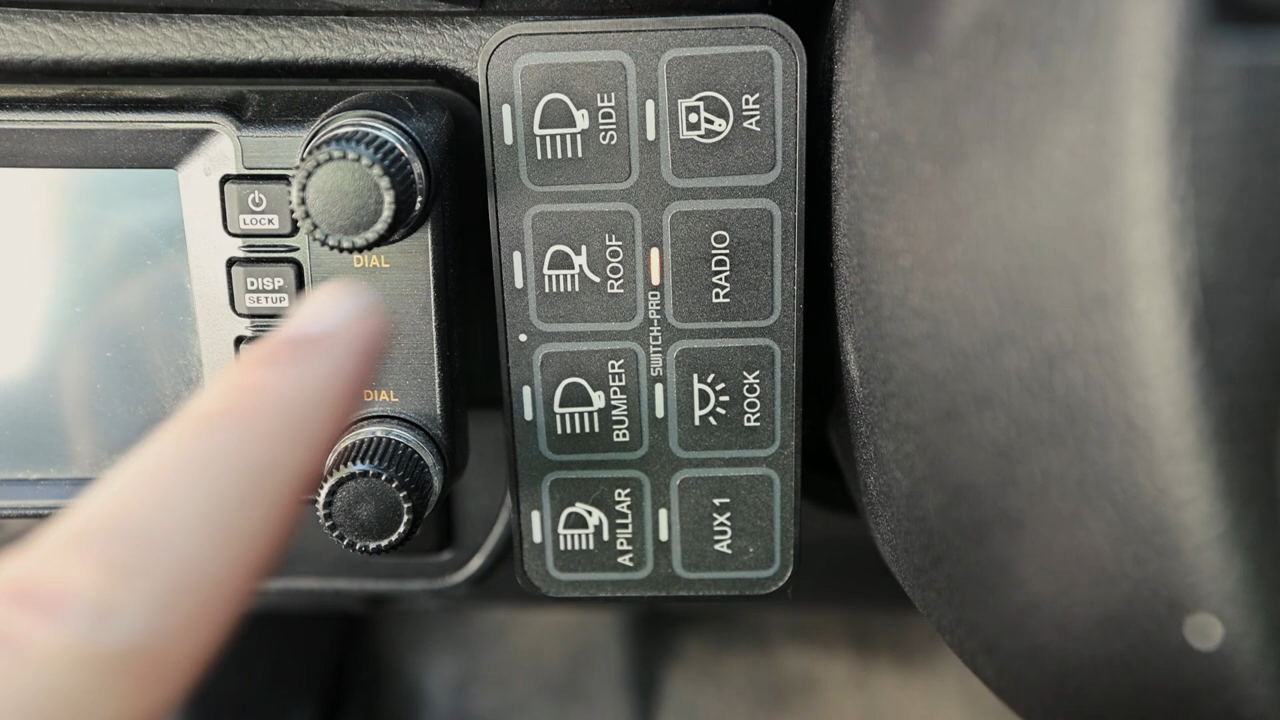 LOCK
DISP
SETUP
DIAL
DIAL
SIDE
AIR
ROOF
RADIO
SWITCH-PRO
BUMPER
ROCK
A PILLAR
AUX 1